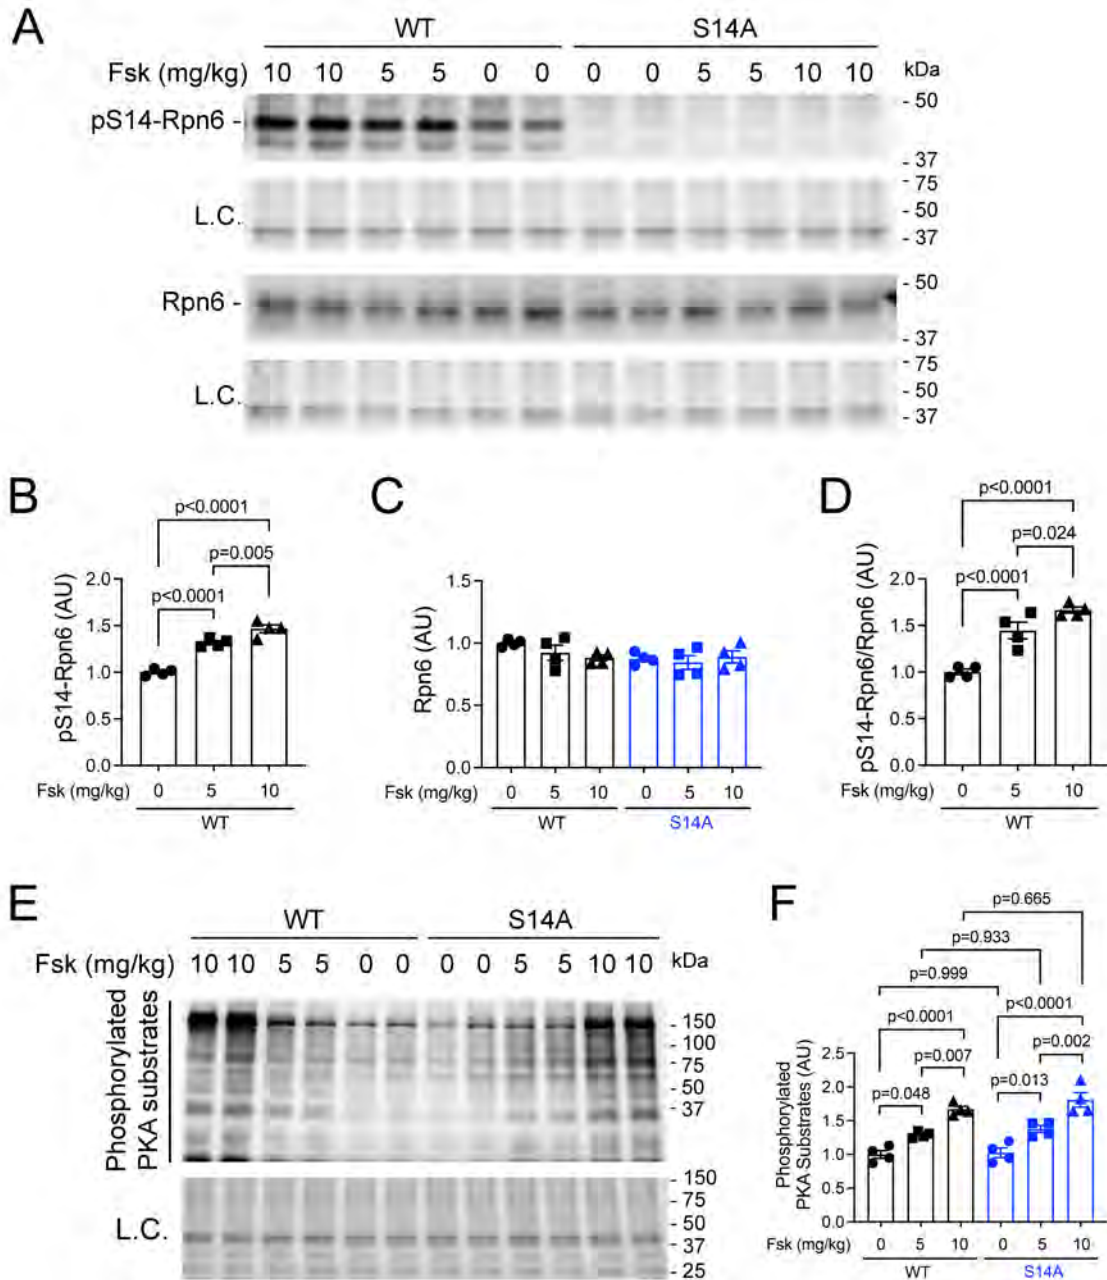 A
WT S14A
Fsk (mg/kg) 10 10 5 5 0 0 0 0 5 5 10 10 kDa
- 50
pS14-Rpn6 -
- 37
- 75
L.C.
- 50
- 37
- 50
Rpn6 -
- 37
- 75
- 50
L.C.
- 37
B
p<0.0001
p=0.005
p<0.0001
pS14-Rpn6 (AU)
2.0
1.5
1.0
0.5
0.0
Fsk (mg/kg) 0 5 10
WT
C
Rpn6 (AU)
1.5
1.0
0.5
0.0
Fsk (mg/kg) 0 5 10 0 5 10
WT S14A
D
p<0.0001
p=0.024
p<0.0001
pS14-Rpn6/Rpn6 (AU)
2.0
1.5
1.0
0.5
0.0
Fsk (mg/kg) 0 5 10
WT
E
WT S14A
Fsk (mg/kg) 10 10 5 5 0 0 0 0 5 5 10 10 kDa
Phosphorylated
PKA substrates
- 150
- 100
- 75
- 50
- 37
- 150
- 75
L.C.
- 50
- 37
- 25
F
p=0.665
p=0.933
p=0.999
p<0.0001 p<0.0001
p=0.007 p=0.002
p=0.048 p=0.013
Phosphorylated
PKA Substrates (AU)
2.5
2.0
1.5
1.0
0.5
0.0
Fsk (mg/kg) 0 5 10 0 5 10
WT S14A